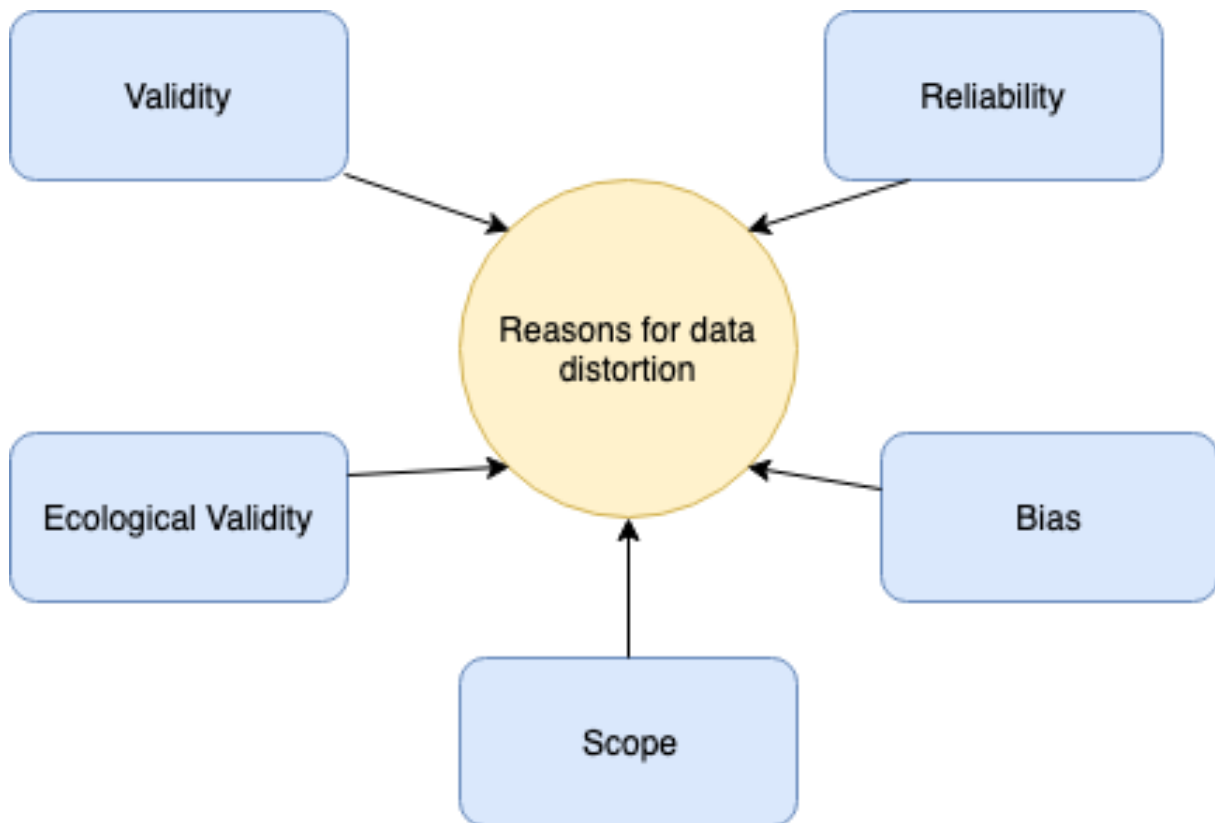 Validity
Reliability
Reasons for data
distortion
Ecological Validity
Bias
Scope